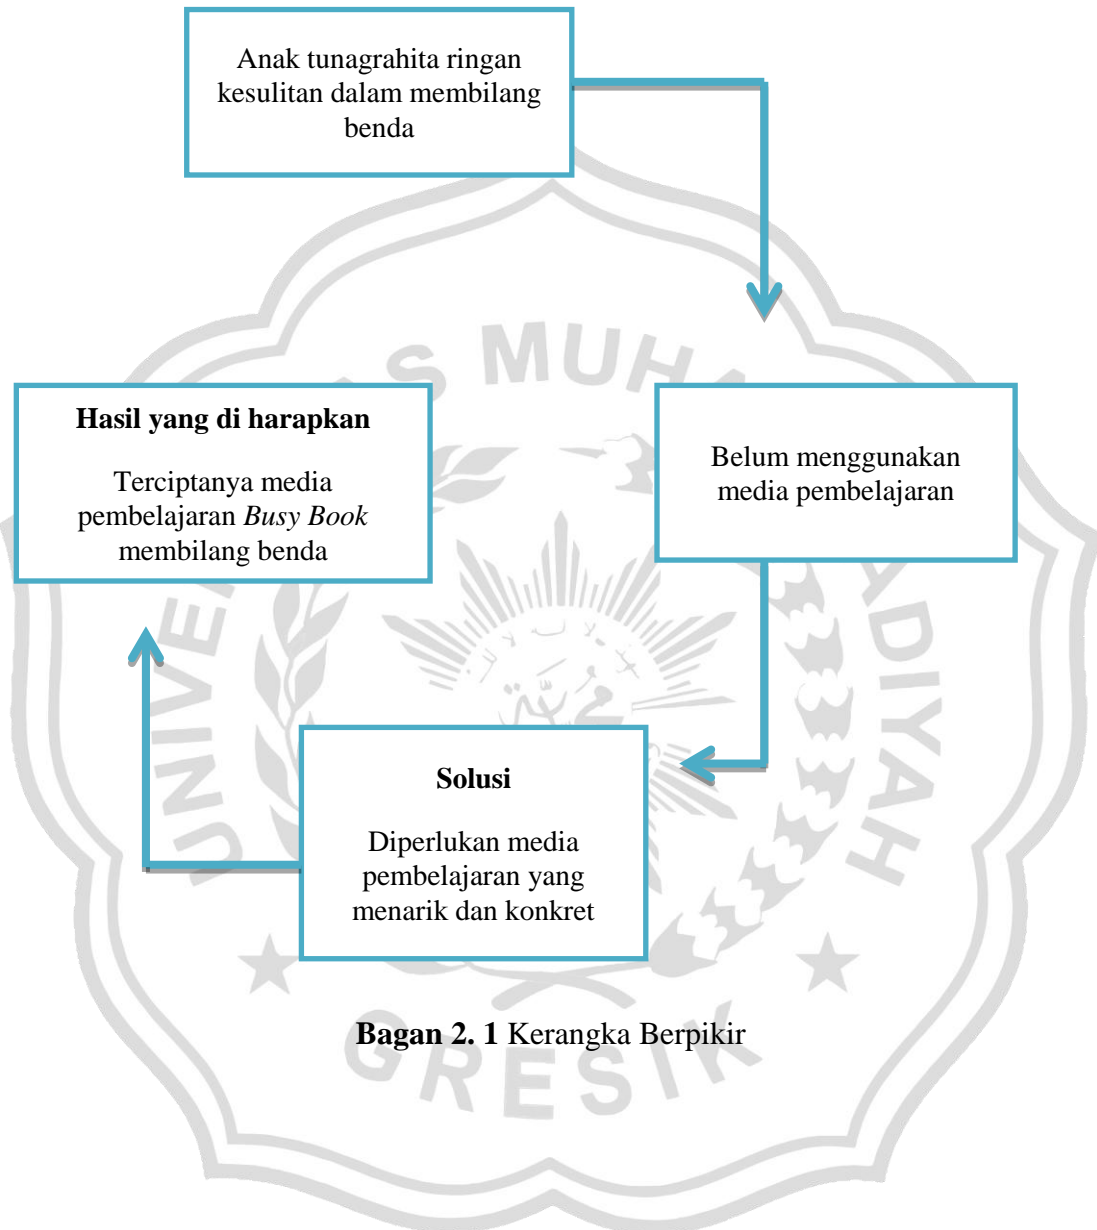 Anak tunagrahita ringan
kesulitan dalam membilang
benda
Belum menggunakan
media pembelajaran
Solusi
Diperlukan media
pembelajaran yang
menarik dan konkret
Hasil yang di harapkan
Terciptanya media
pembelajaran Busy Book
membilang benda
Bagan 2. 1 Kerangka Berpikir
GRESIK